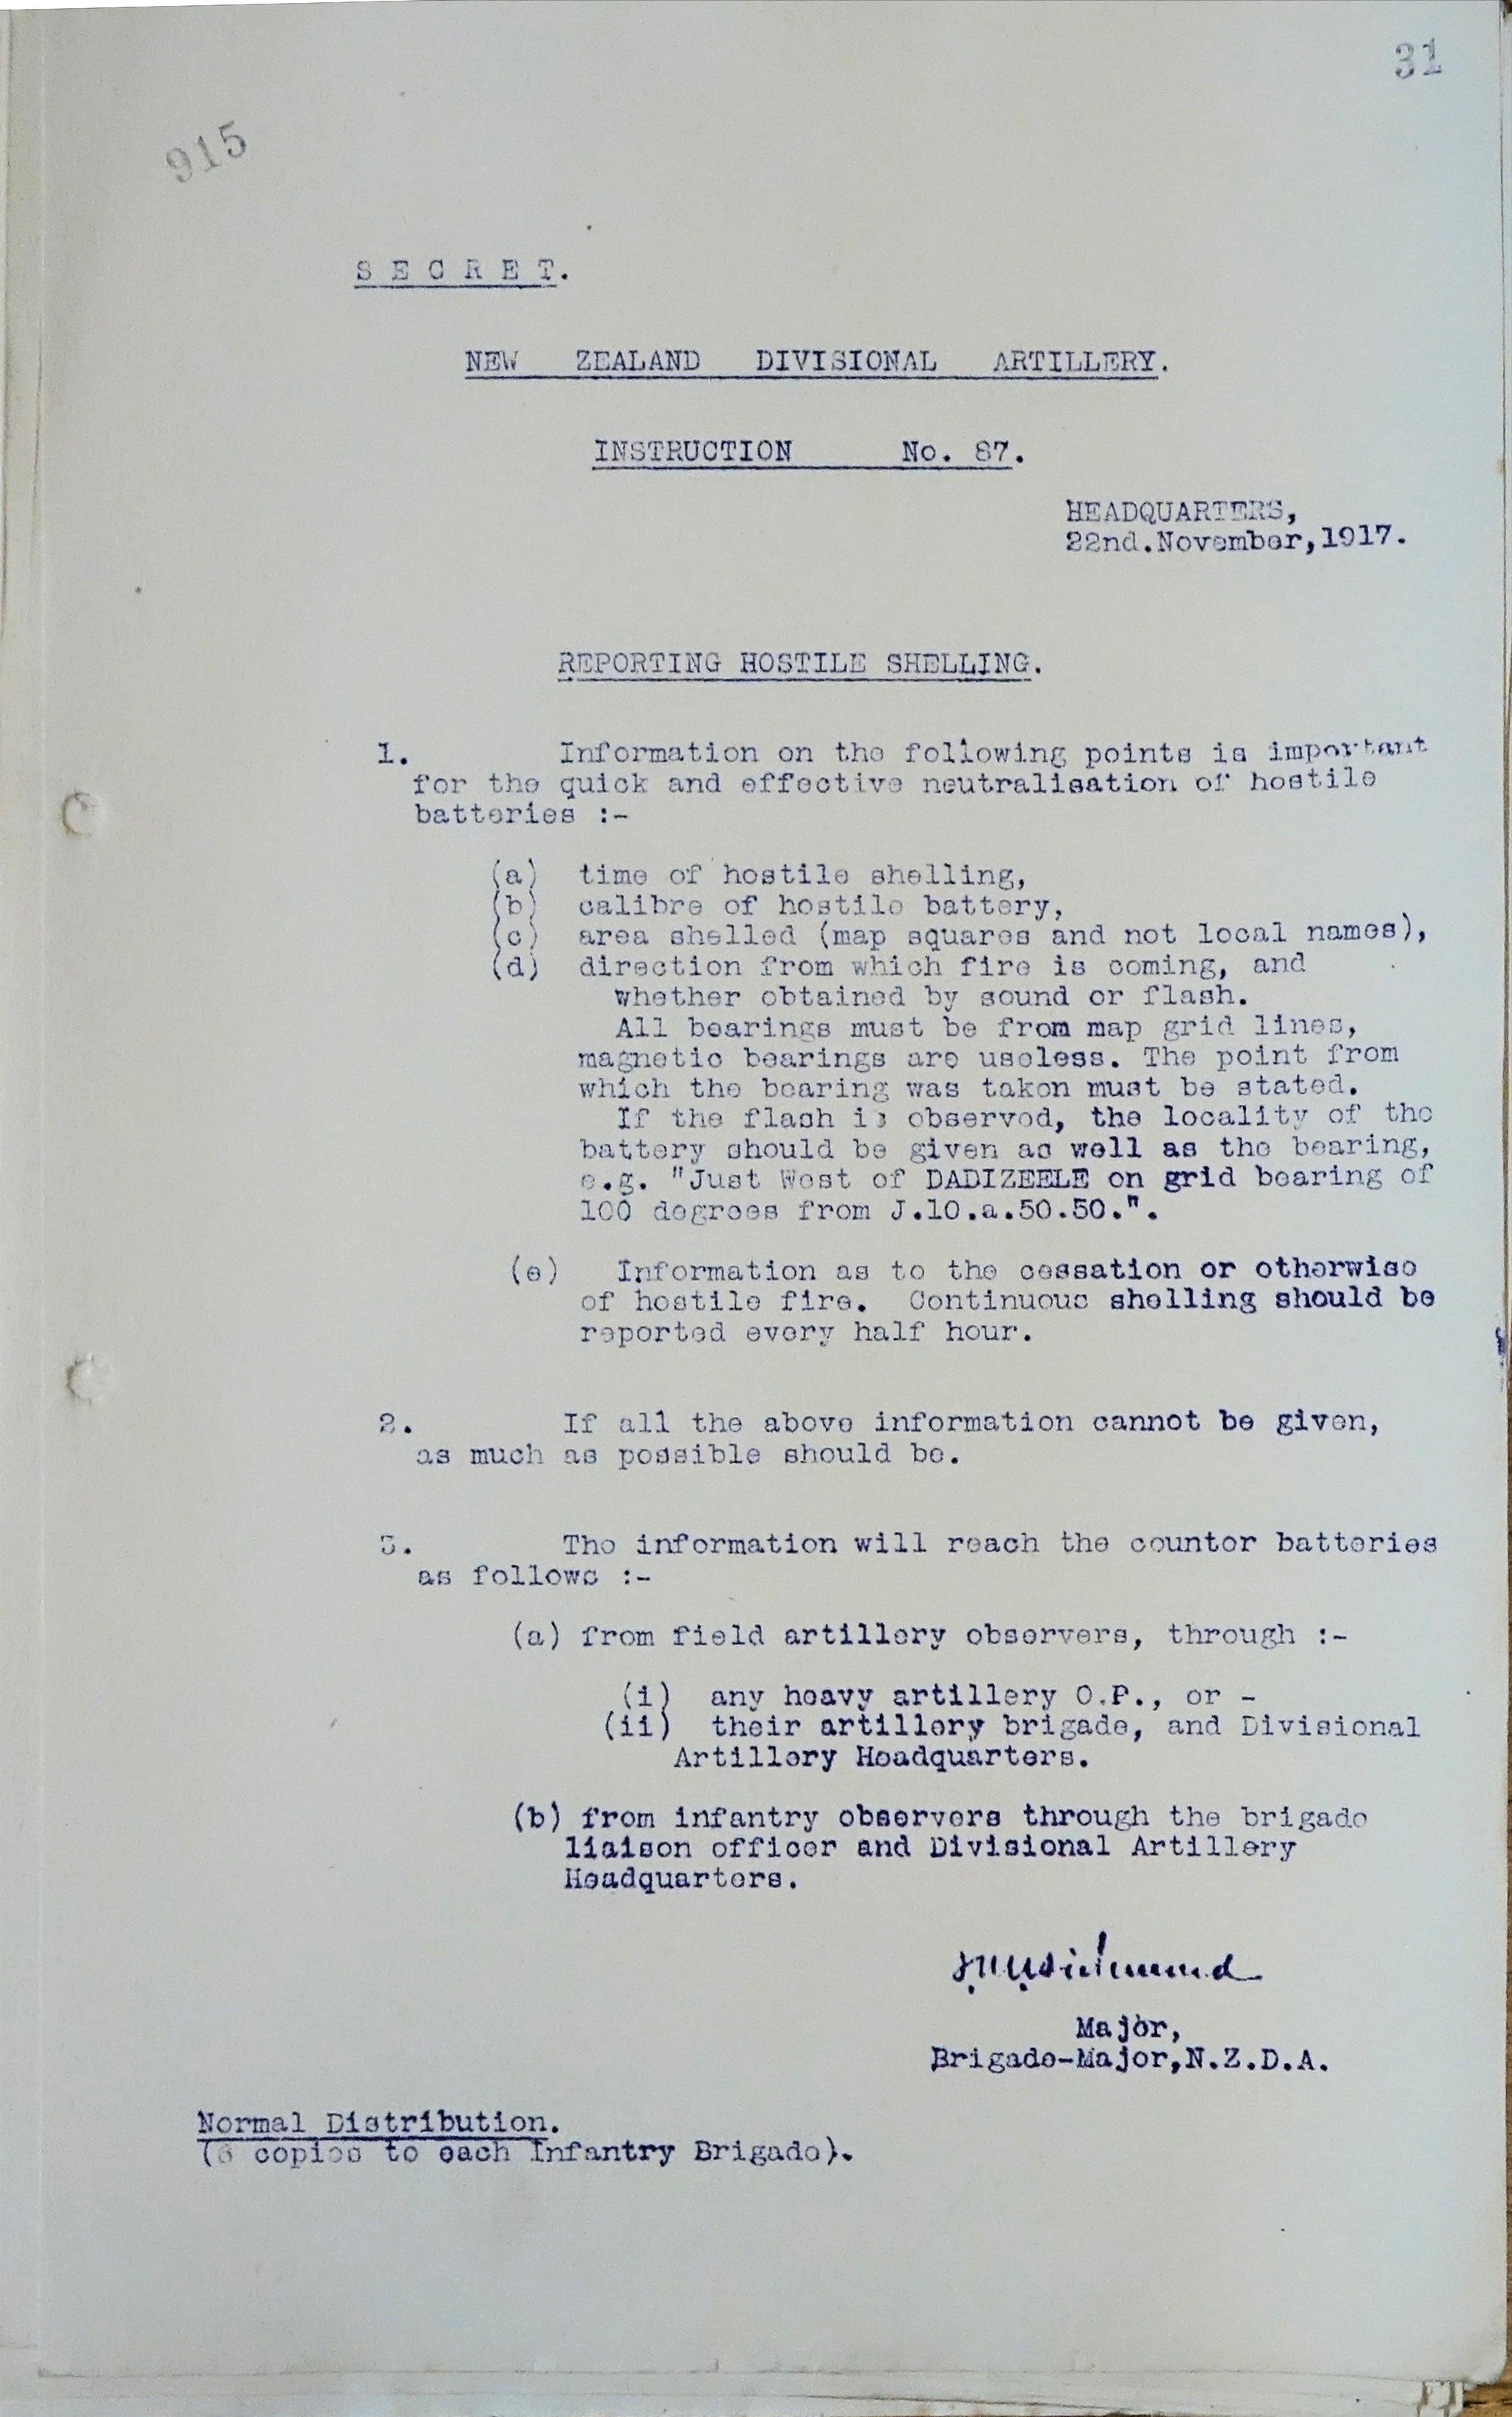 31
915
S E C R E T.
NEW ZEALAND DIVISIONAL ARTILLERY.
INSTRUCTION No. 87.
HEADQUARTERS,
22nd.November,1917.
REPORTING HOSTILE SHELLING.
1. Information on the following points is important
for the quick and effective neutralisation of hostile
batteries :-
(a) time of hostile shelling,
(b) calibre of hostile battery,
(c) area shelled (map squares and not local names),
(d) direction from which fire is coming, and
whether obtained by sound or flash.
All bearings must be from map grid lines,
magnetic bearings are useless. The point from
which the bearing was taken must be stated.
If the flash is observed, the locality of the
battery should be given as well as the bearing,
e.g. "Just West of DADIZEELE on grid bearing of
100 degrees from J.10.a.50.50.".
(e) Information as to the cessation or otherwise
of hostile fire. Continuous shelling should be
reported every half hour.
2. If all the above information cannot be given,
as much as possible should be.
3. The information will reach the counter batteries
as follows :-
(a) from field artillery observers, through :-
(i) any heavy artillery O.P., or -
(ii) their artillery brigade, and Divisional
Artillery Headquarters.
(b) from infantry observers through the brigade
liaison officer and Divisional Artillery
Headquarters.
Major,
Brigade-Major,N.Z.D.A.
Normal Distribution.
copies to each Infantry Brigade).